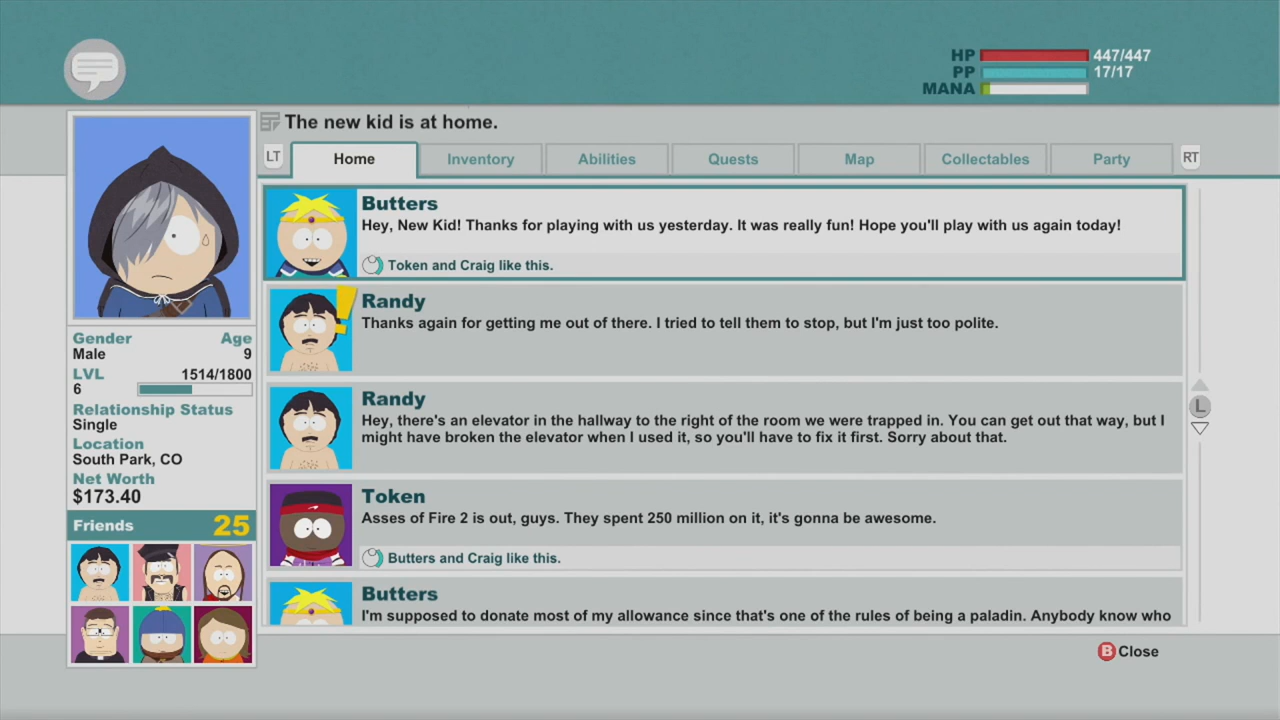 HP 447/447
PP 17/17
MANA
The new kid is at home.
LT Home Inventory Abilities Quests Map Collectables Party RT
Gender Age
Male 9
LVL 1514/1800
6
Relationship Status
Single
Location
South Park, CO
Net Worth
$173.40
Friends 25
Butters
Hey, New Kid! Thanks for playing with us yesterday. It was really fun! Hope you'll play with us again today!
Token and Craig like this.
!
Randy
Thanks again for getting me out of there. I tried to tell them to stop, but I'm just too polite.
Randy
Hey, there's an elevator in the hallway to the right of the room we were trapped in. You can get out that way, but I
might have broken the elevator when I used it, so you'll have to fix it first. Sorry about that.
Token
Asses of Fire 2 is out, guys. They spent 250 million on it, it's gonna be awesome.
Butters and Craig like this.
Butters
I'm supposed to donate most of my allowance since that's one of the rules of being a paladin. Anybody know who
L
B Close